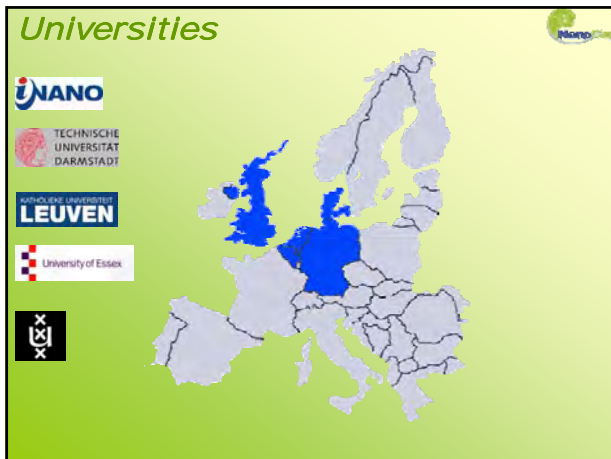 Universities
iNANO
TECHNISCHE
UNIVERSITÄT
DARMSTADT
KATHOLIEKE UNIVERSITEIT
LEUVEN
University of Essex